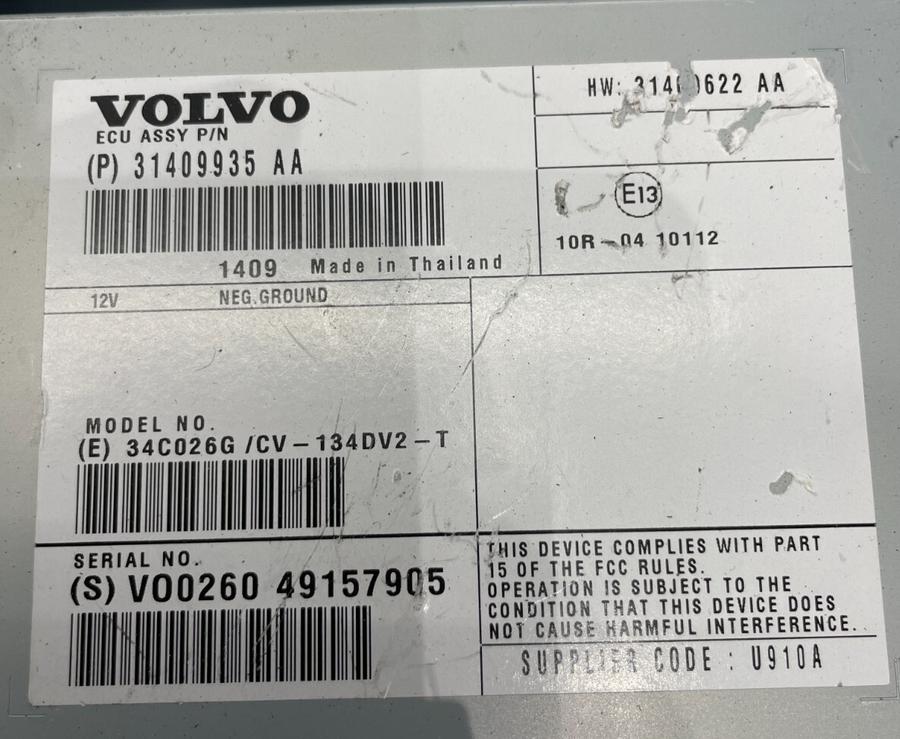 VOLVO
ECU ASSY P/N
(P) 31409935 AA
1409 Made in Thailand
12V NEG.GROUND
MODEL NO.
(E) 34C026G /CV-134DV2-T
SERIAL NO.
(S) VO0260 49157905
HW: AA
E13
10R-04 10112
THIS DEVICE COMPLIES WITH PART
15 OF THE FCC RULES.
OPERATION IS SUBJECT TO THE
CONDITION THAT THIS DEVICE DOES
NOT CAUSE HARMFUL INTERFERENCE.
SUPPLIER CODE : U910A